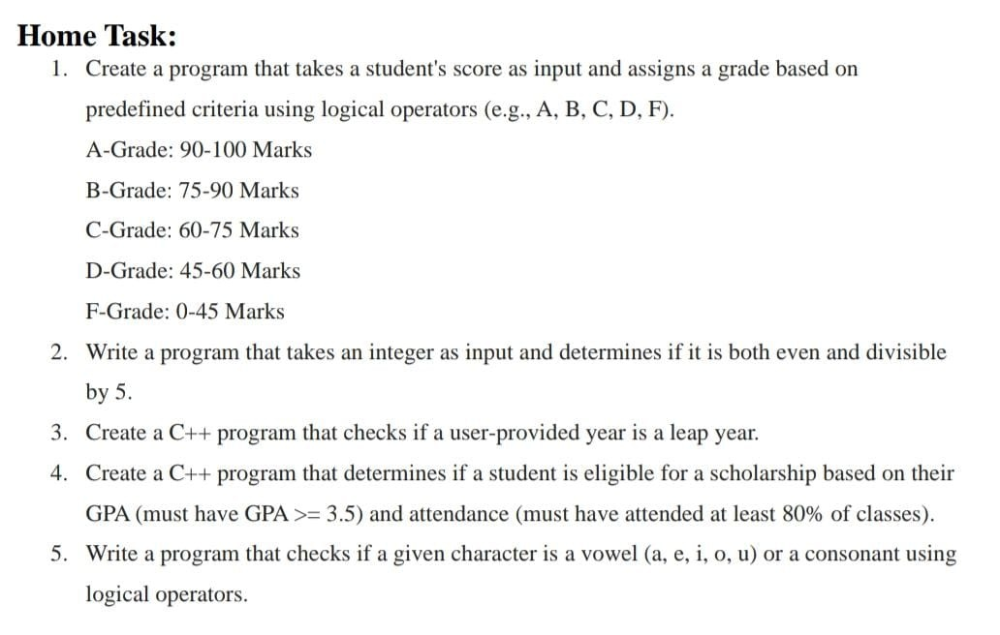 Home Task:
1. Create a program that takes a student's score as input and assigns a grade based on
predefined criteria using logical operators (e.g., A, B, C, D, F).
A-Grade: 90-100 Marks
B-Grade: 75-90 Marks
C-Grade: 60-75 Marks
D-Grade: 45-60 Marks
F-Grade: 0-45 Marks
2. Write a program that takes an integer as input and determines if it is both even and divisible
by 5.
3. Create a C++ program that checks if a user-provided year is a leap year.
4. Create a C++ program that determines if a student is eligible for a scholarship based on their
GPA (must have GPA >= 3.5) and attendance (must have attended at least 80% of classes).
5. Write a program that checks if a given character is a vowel (a, e, i, o, u) or a consonant using
logical operators.